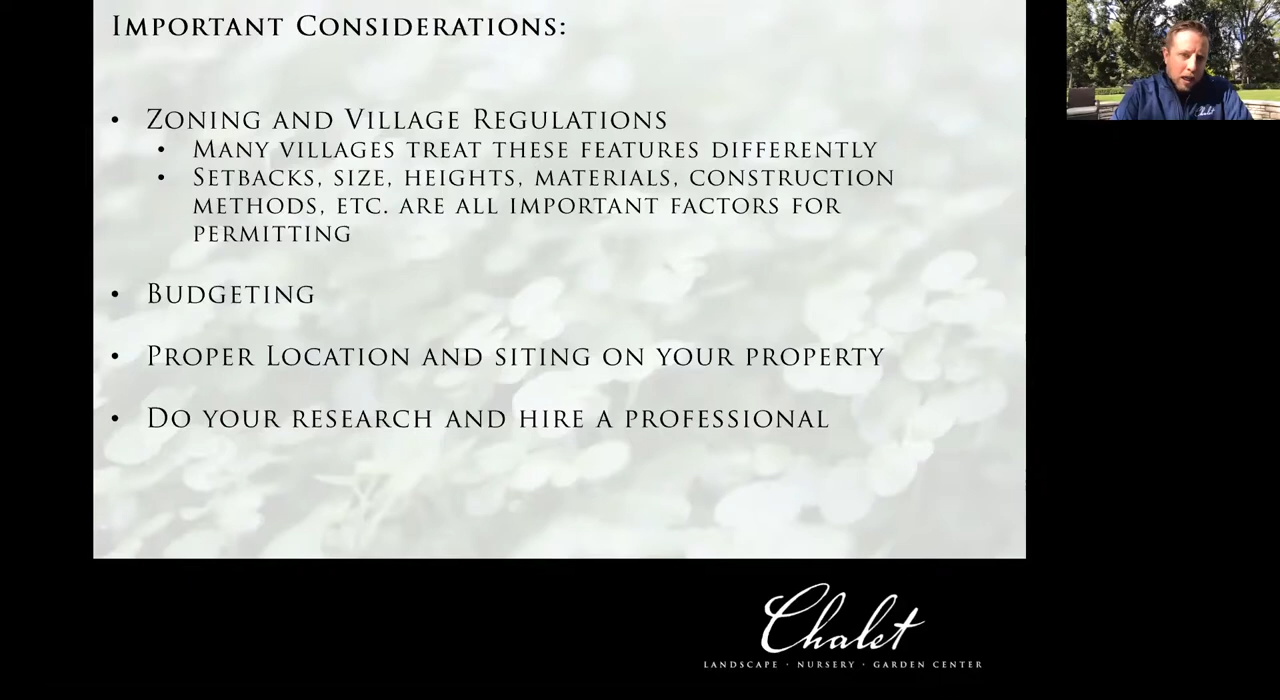 IMPORTANT CONSIDERATIONS:
• ZONING AND VILLAGE REGULATIONS
• MANY VILLAGES TREAT THESE FEATURES DIFFERENTLY
• SETBACKS, SIZE, HEIGHTS, MATERIALS, CONSTRUCTION
METHODS, ETC. ARE ALL IMPORTANT FACTORS FOR
PERMITTING
• BUDGETING
• PROPER LOCATION AND SITING ON YOUR PROPERTY
• DO YOUR RESEARCH AND HIRE A PROFESSIONAL
Chalet
LANDSCAPE · NURSERY · GARDEN CENTER